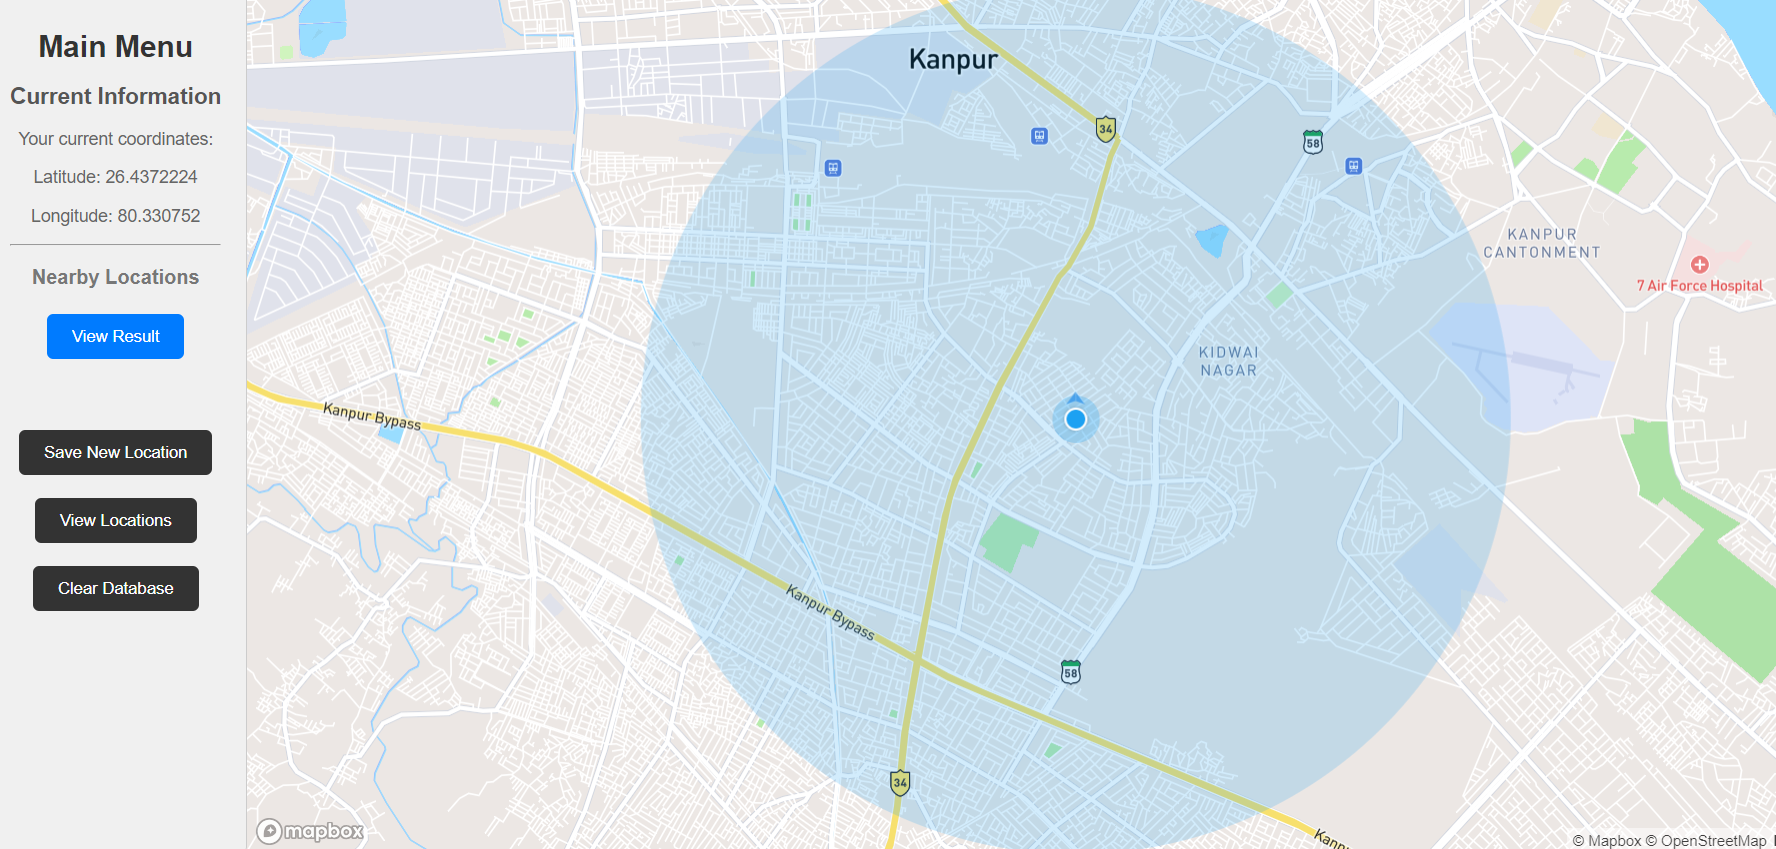 Main Menu
Current Information
Your current coordinates:
Latitude: 26.4372224
Longitude: 80.330752
Nearby Locations
View Result
Save New Location
View Locations
Clear Database
Kanpur
34
58
KANPUR
CANTONMENT
7 Air Force Hospital
KIDWAI
NAGAR
Kanpur Bypass
Kanpur Bypass
58
34
mapbox
© Mapbox © OpenStreetMap